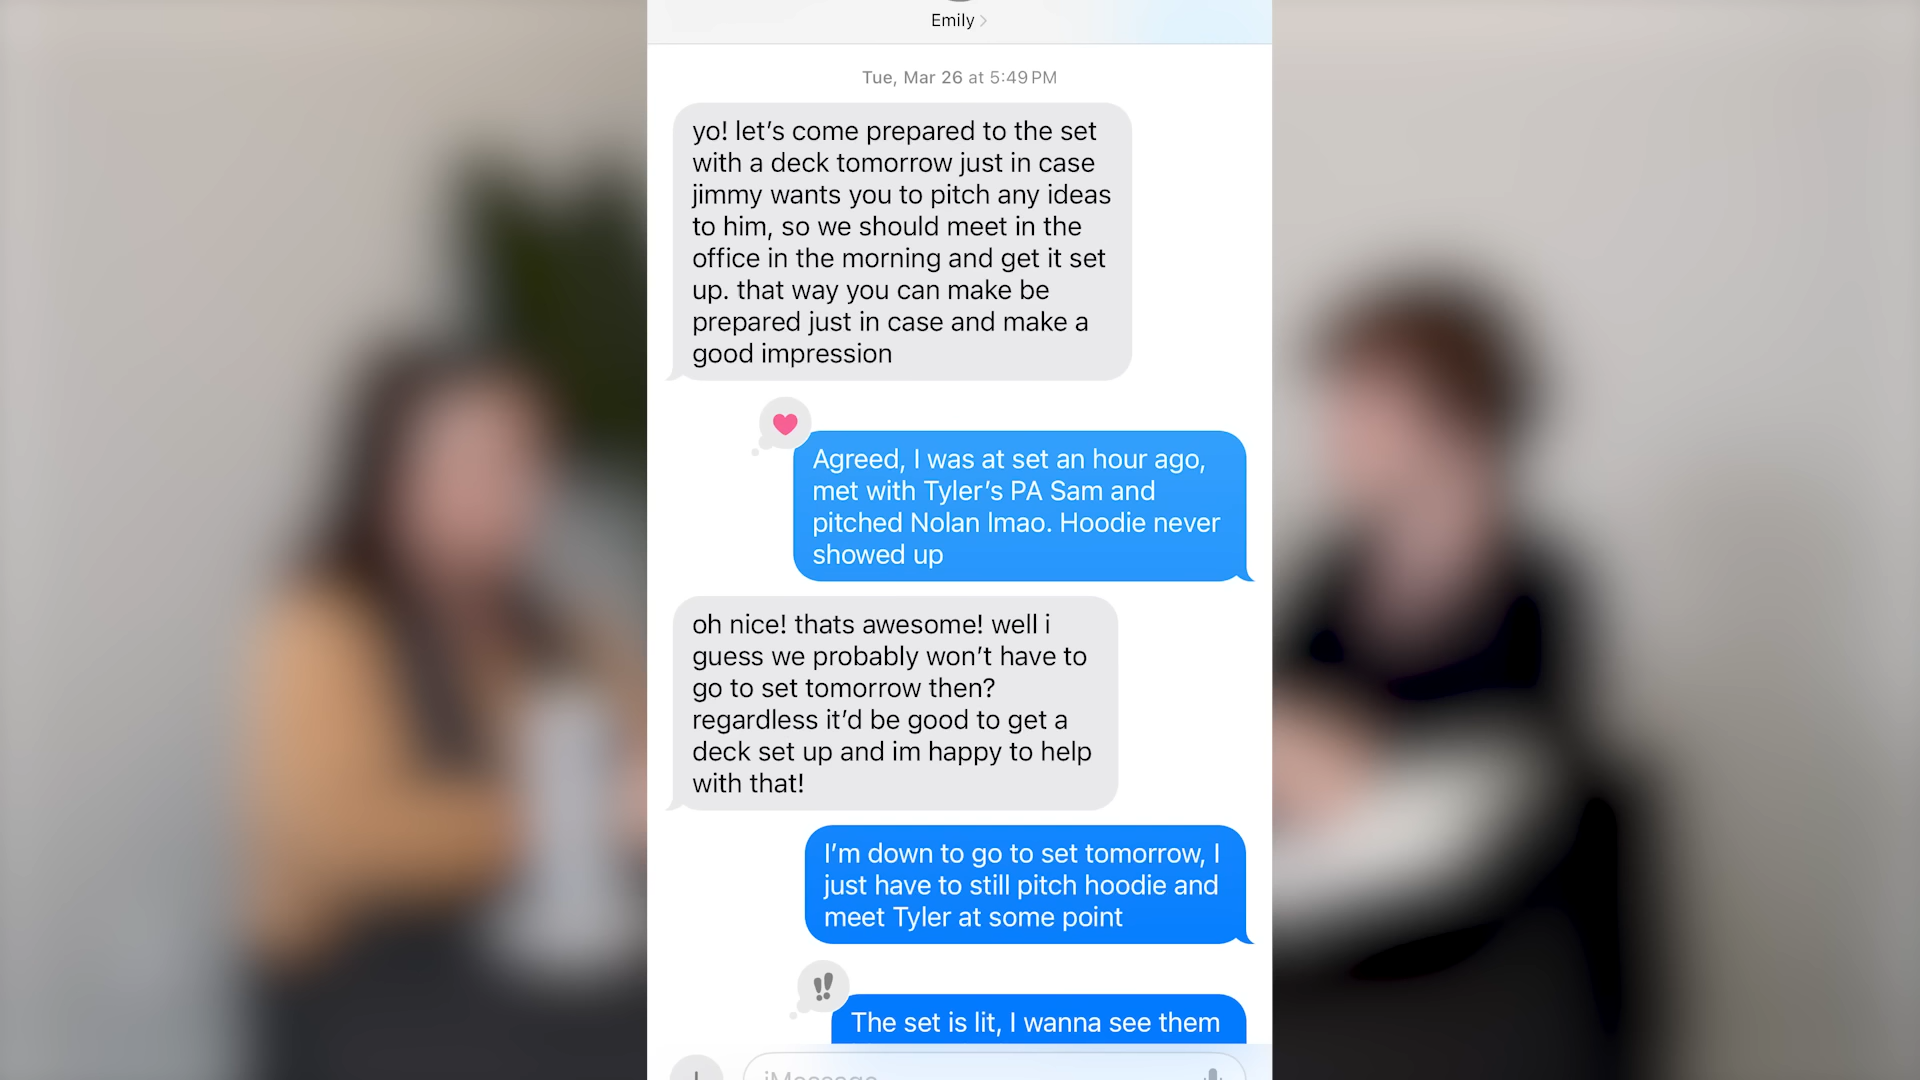 Emily
Tue, Mar 26 at 5:49 PM
yo! let’s come prepared to the set
with a deck tomorrow just in case
jimmy wants you to pitch any ideas
to him, so we should meet in the
office in the morning and get it set
up. that way you can make be
prepared just in case and make a
good impression
Agreed, I was at set an hour ago,
met with Tyler’s PA Sam and
pitched Nolan lmao. Hoodie never
showed up
oh nice! thats awesome! well i
guess we probably won’t have to
go to set tomorrow then?
regardless it’d be good to get a
deck set up and im happy to help
with that!
I’m down to go to set tomorrow, I
just have to still pitch hoodie and
meet Tyler at some point
The set is lit, I wanna see them
iMessage